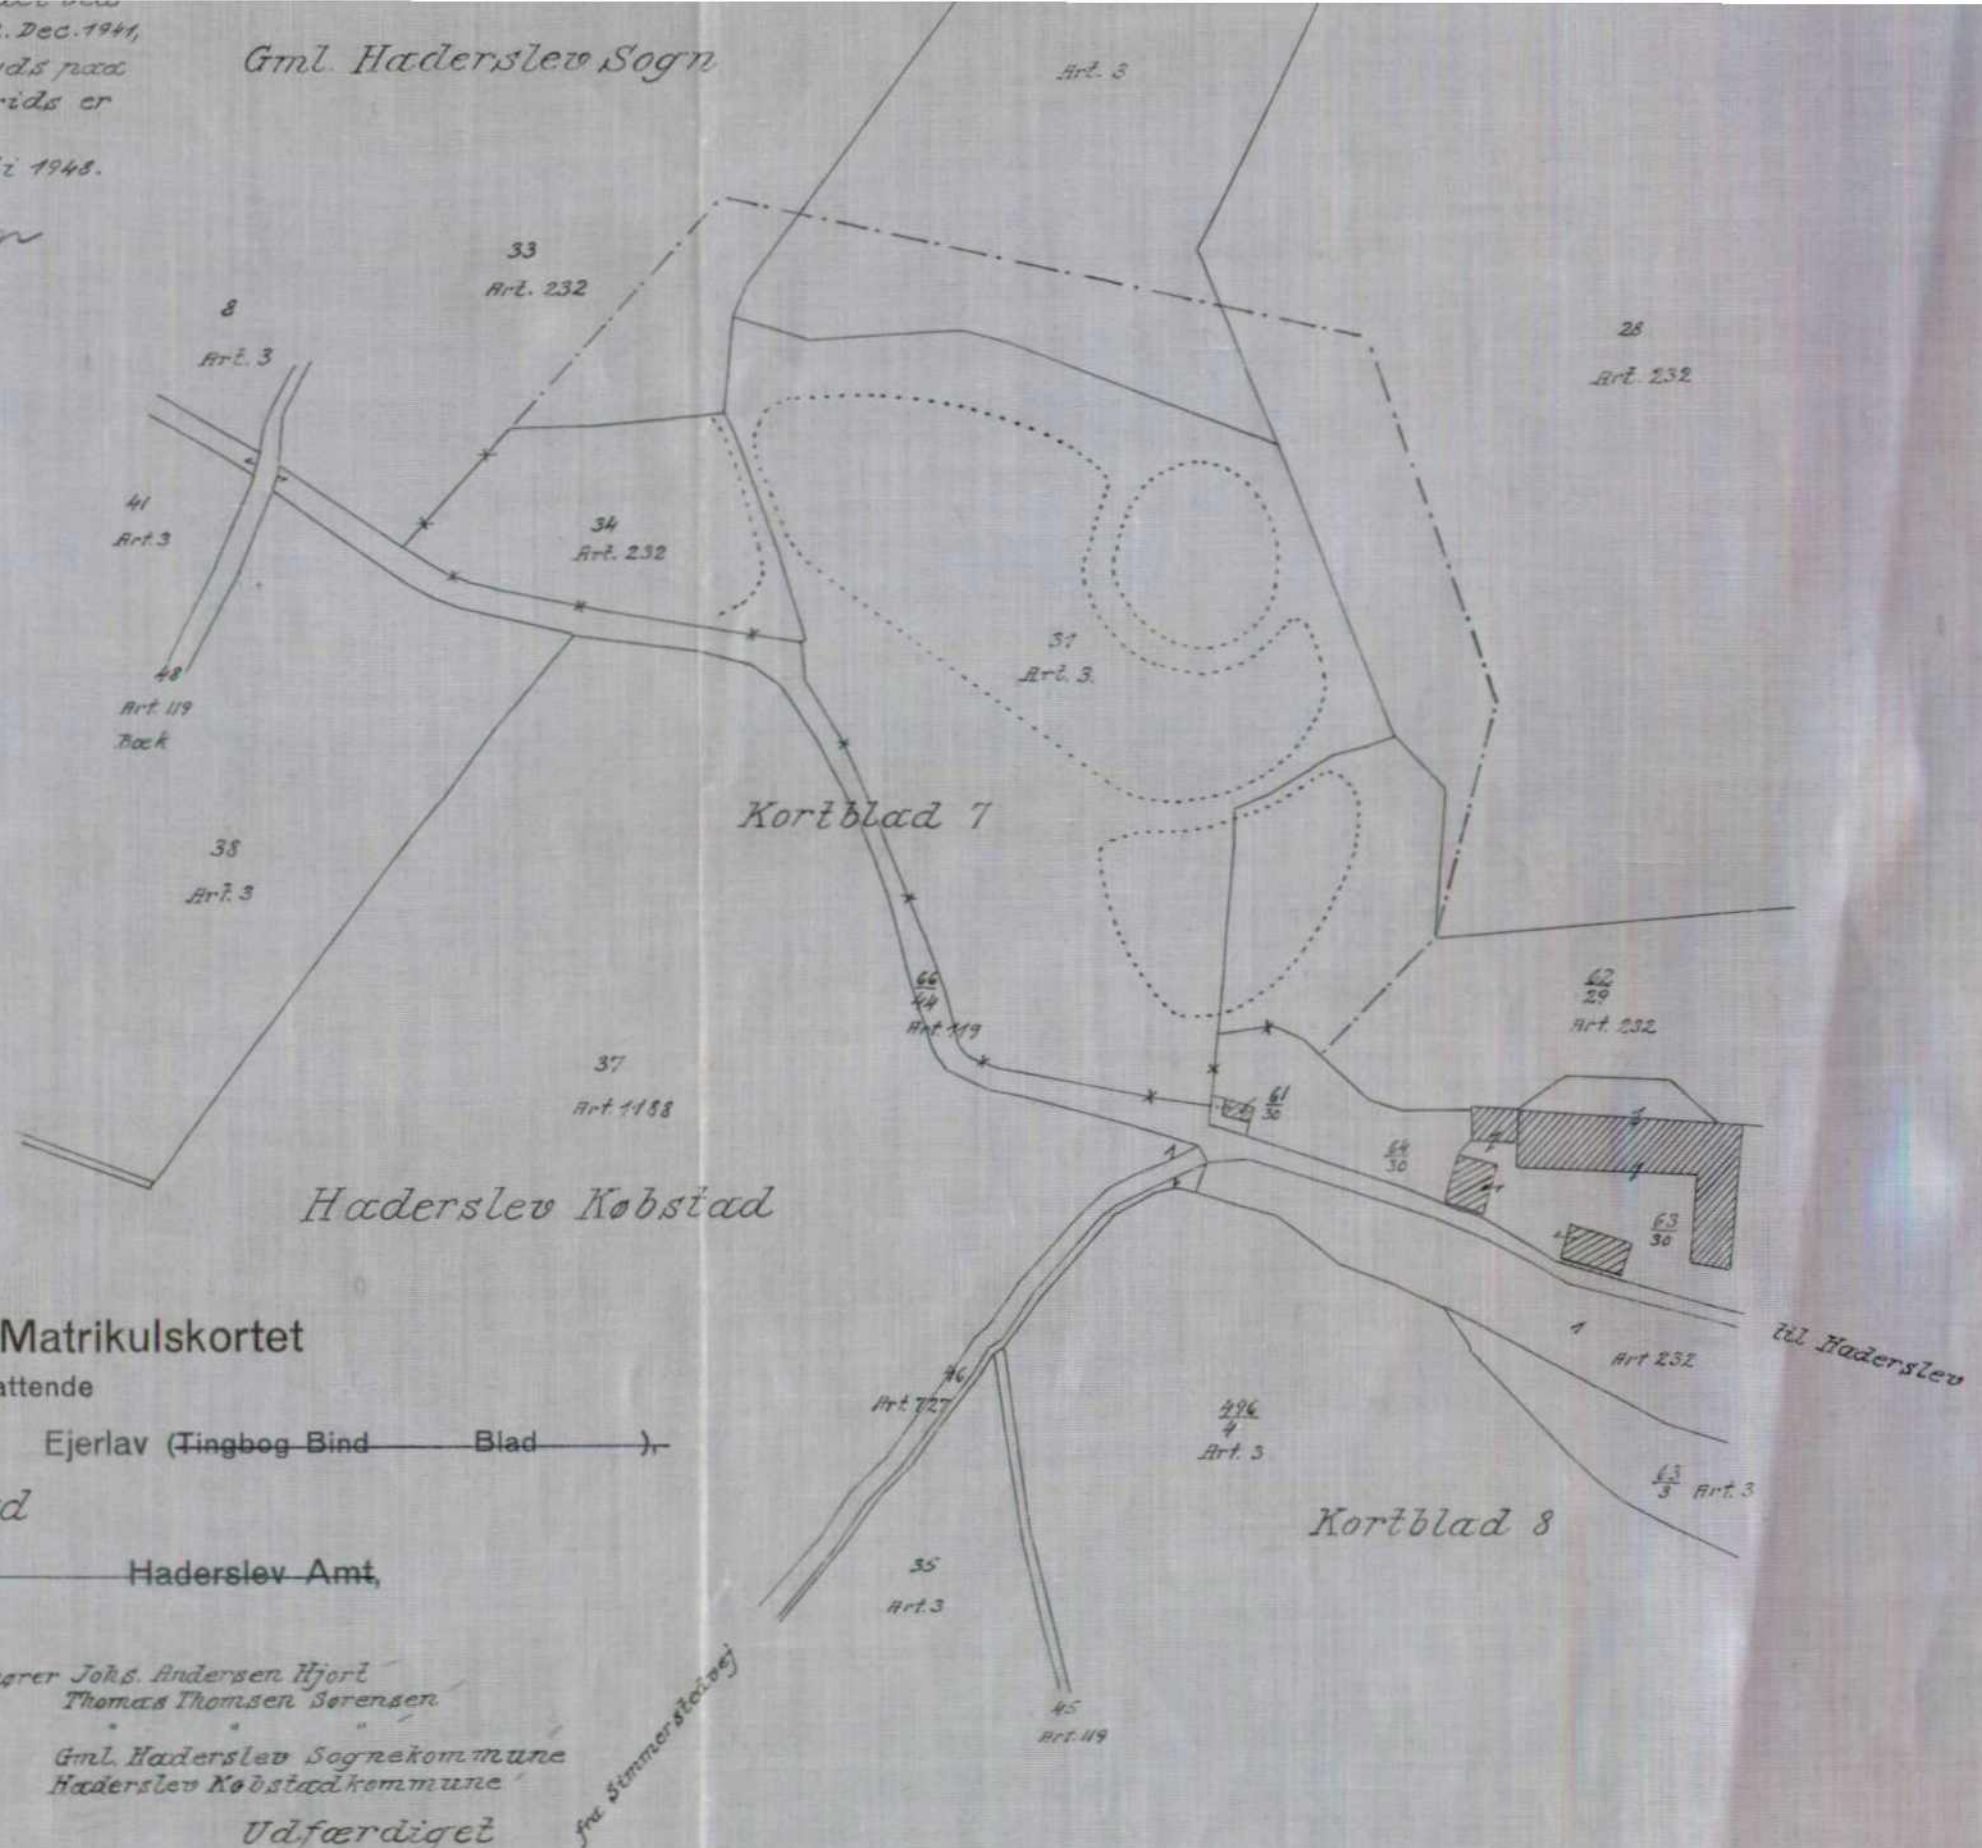 . Dec. 1941,
ds paa
rids er
i 1948.
Gml. Haderslev Sogn
Art. 3
33
Art. 232
8
Art. 3
28
Art. 232
41
Art. 3
34
Art. 232
31
Art. 3.
48
Art. 119
Bæk
Kortblad 7
38
Art. 3
66
44
Art. 119
62
29
Art. 232
37
Art. 1188
61
30
64
30
63
30
Haderslev Købstad
Matrikulskortet
attende
Ejerlav (Tingbog Bind Blad ),
d
Haderslev Amt,
1
Art 232
til Haderslev
46
Art. 727
496
4
Art. 3
63
3 Art. 3
Kortblad 8
35
Art. 3
45
Art. 119
fra Simmerstedvej
ører Johs. Andersen Hjort
Thomas Thomsen Sørensen
" " "
Gml. Haderslev Sognekommune
Haderslev Købstadkommune
Udfærdiget